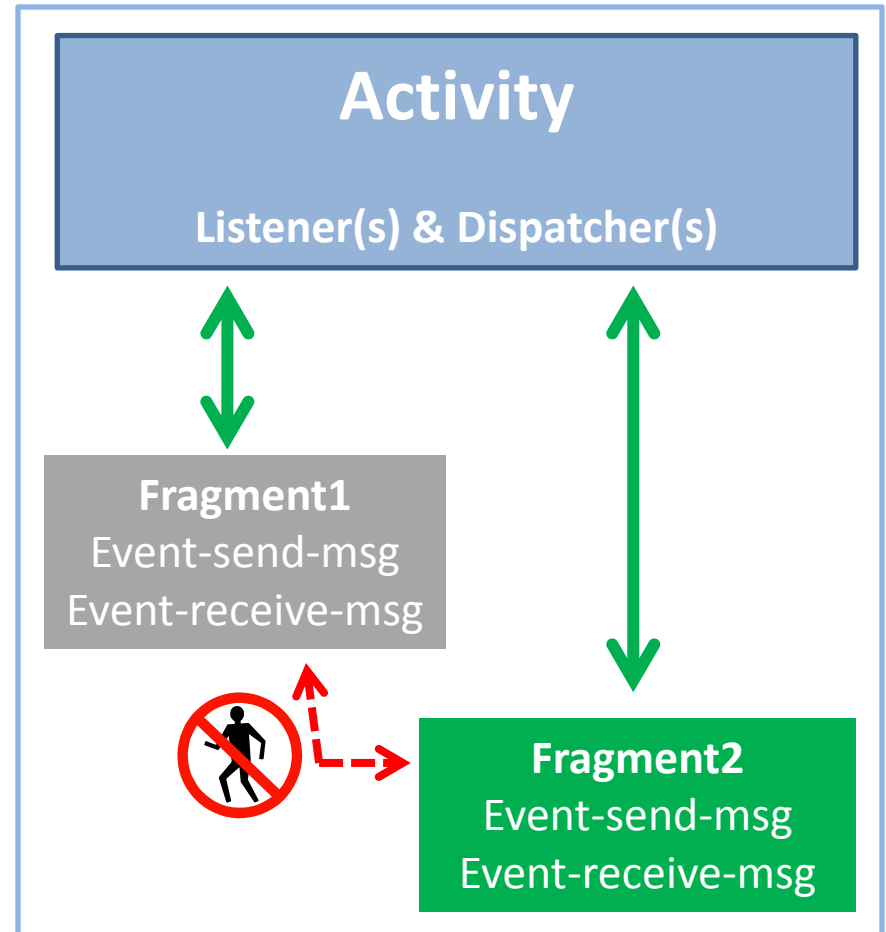 Activity
Listener(s) & Dispatcher(s)
Fragment1
Event-send-msg
Event-receive-msg
Fragment2
Event-send-msg
Event-receive-msg